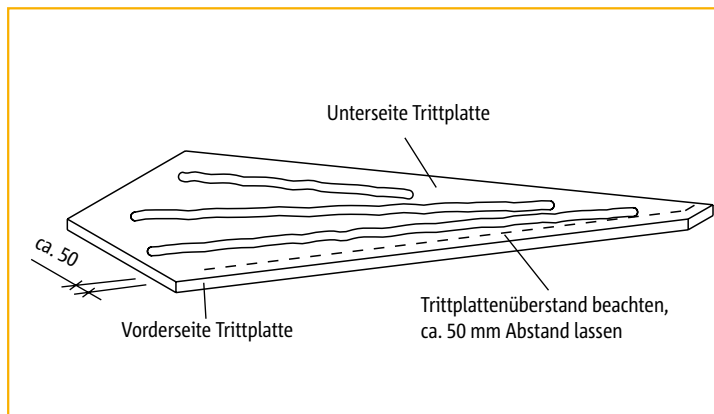 Unterseite Trittplatte
ca. 50
Vorderseite Trittplatte
Trittplattenüberstand beachten,
ca. 50 mm Abstand lassen